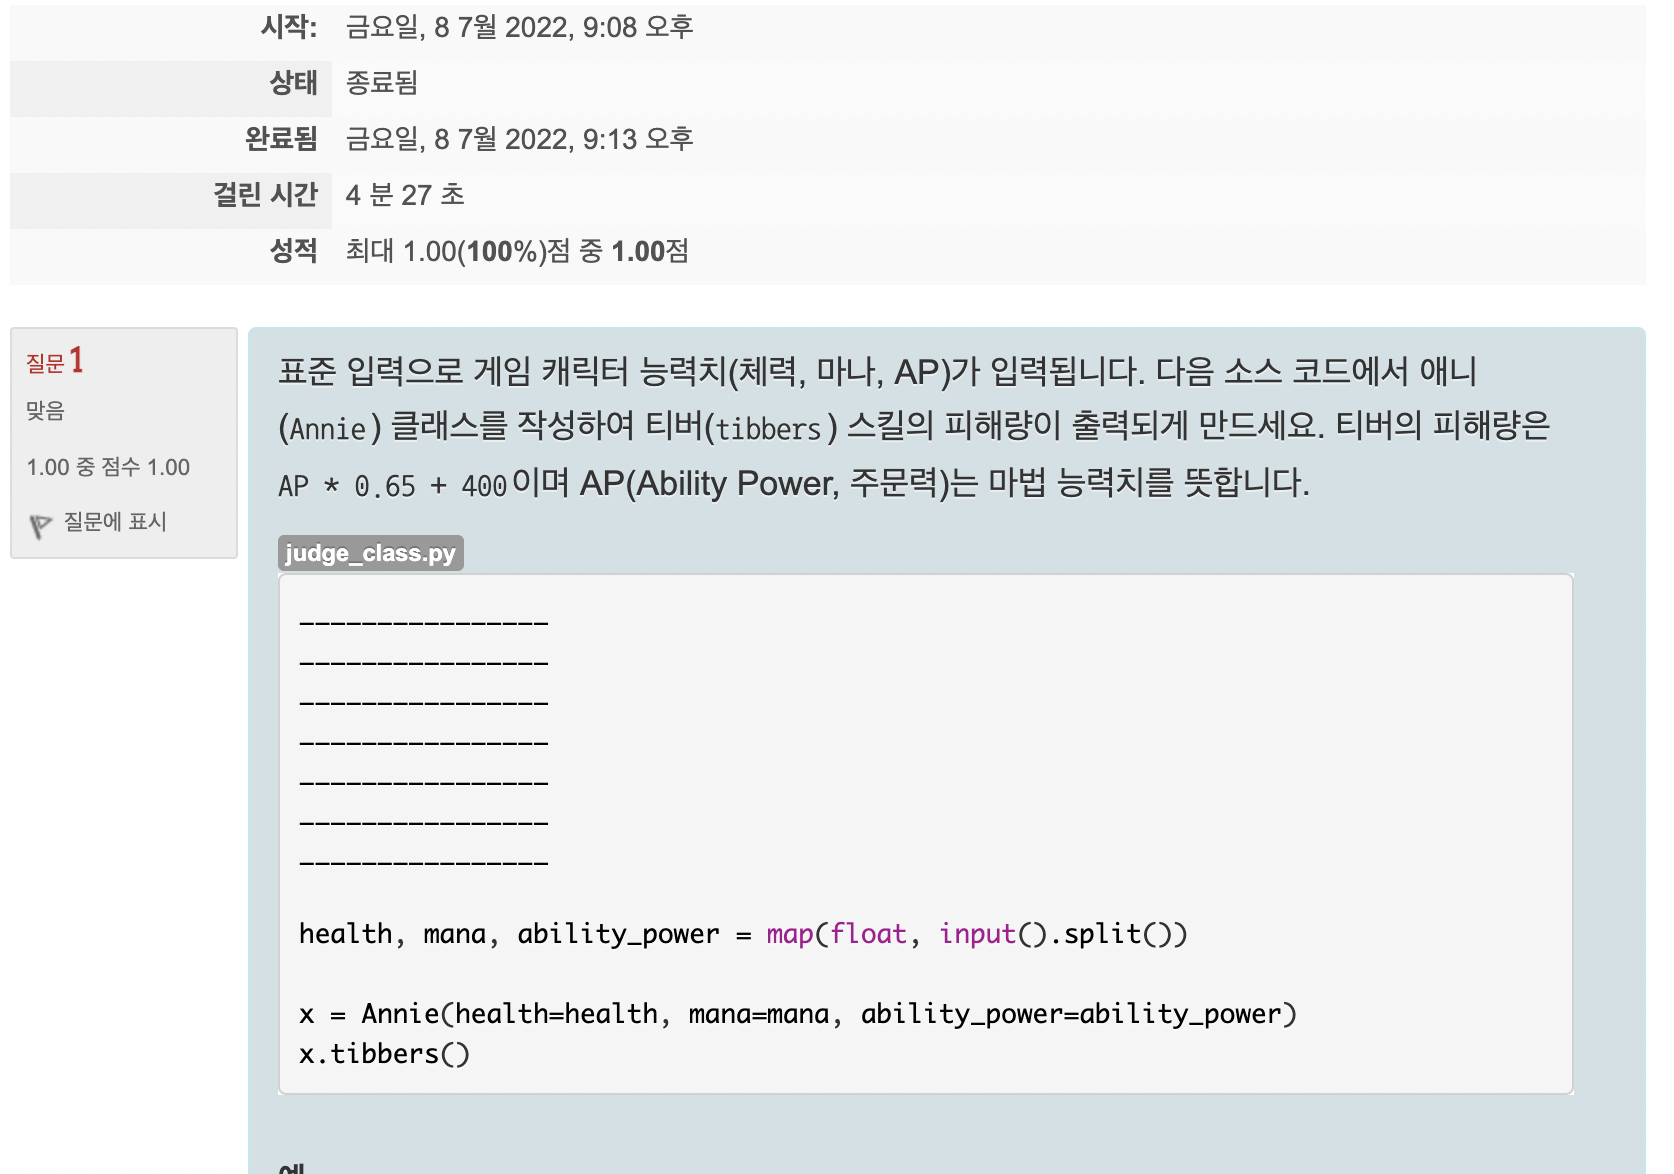 시작: 금요일, 8 7월 2022, 9:08 오후
상태 종료됨
완료됨 금요일, 8 7월 2022, 9:13 오후
걸린 시간 4 분 27 초
성적 최대 1.00(100%)점 중 1.00점
질문 1
맞음
1.00 중 점수 1.00
질문에 표시
표준 입력으로 게임 캐릭터 능력치(체력, 마나, AP)가 입력됩니다. 다음 소스 코드에서 애니
(Annie) 클래스를 작성하여 티버(tibbers) 스킬의 피해량이 출력되게 만드세요. 티버의 피해량은
AP * 0.65 + 400이며 AP(Ability Power, 주문력)는 마법 능력치를 뜻합니다.
judge_class.py
________________
________________
________________
________________
________________
________________
________________
health, mana, ability_power = map(float, input().split())
x = Annie(health=health, mana=mana, ability_power=ability_power)
x.tibbers()